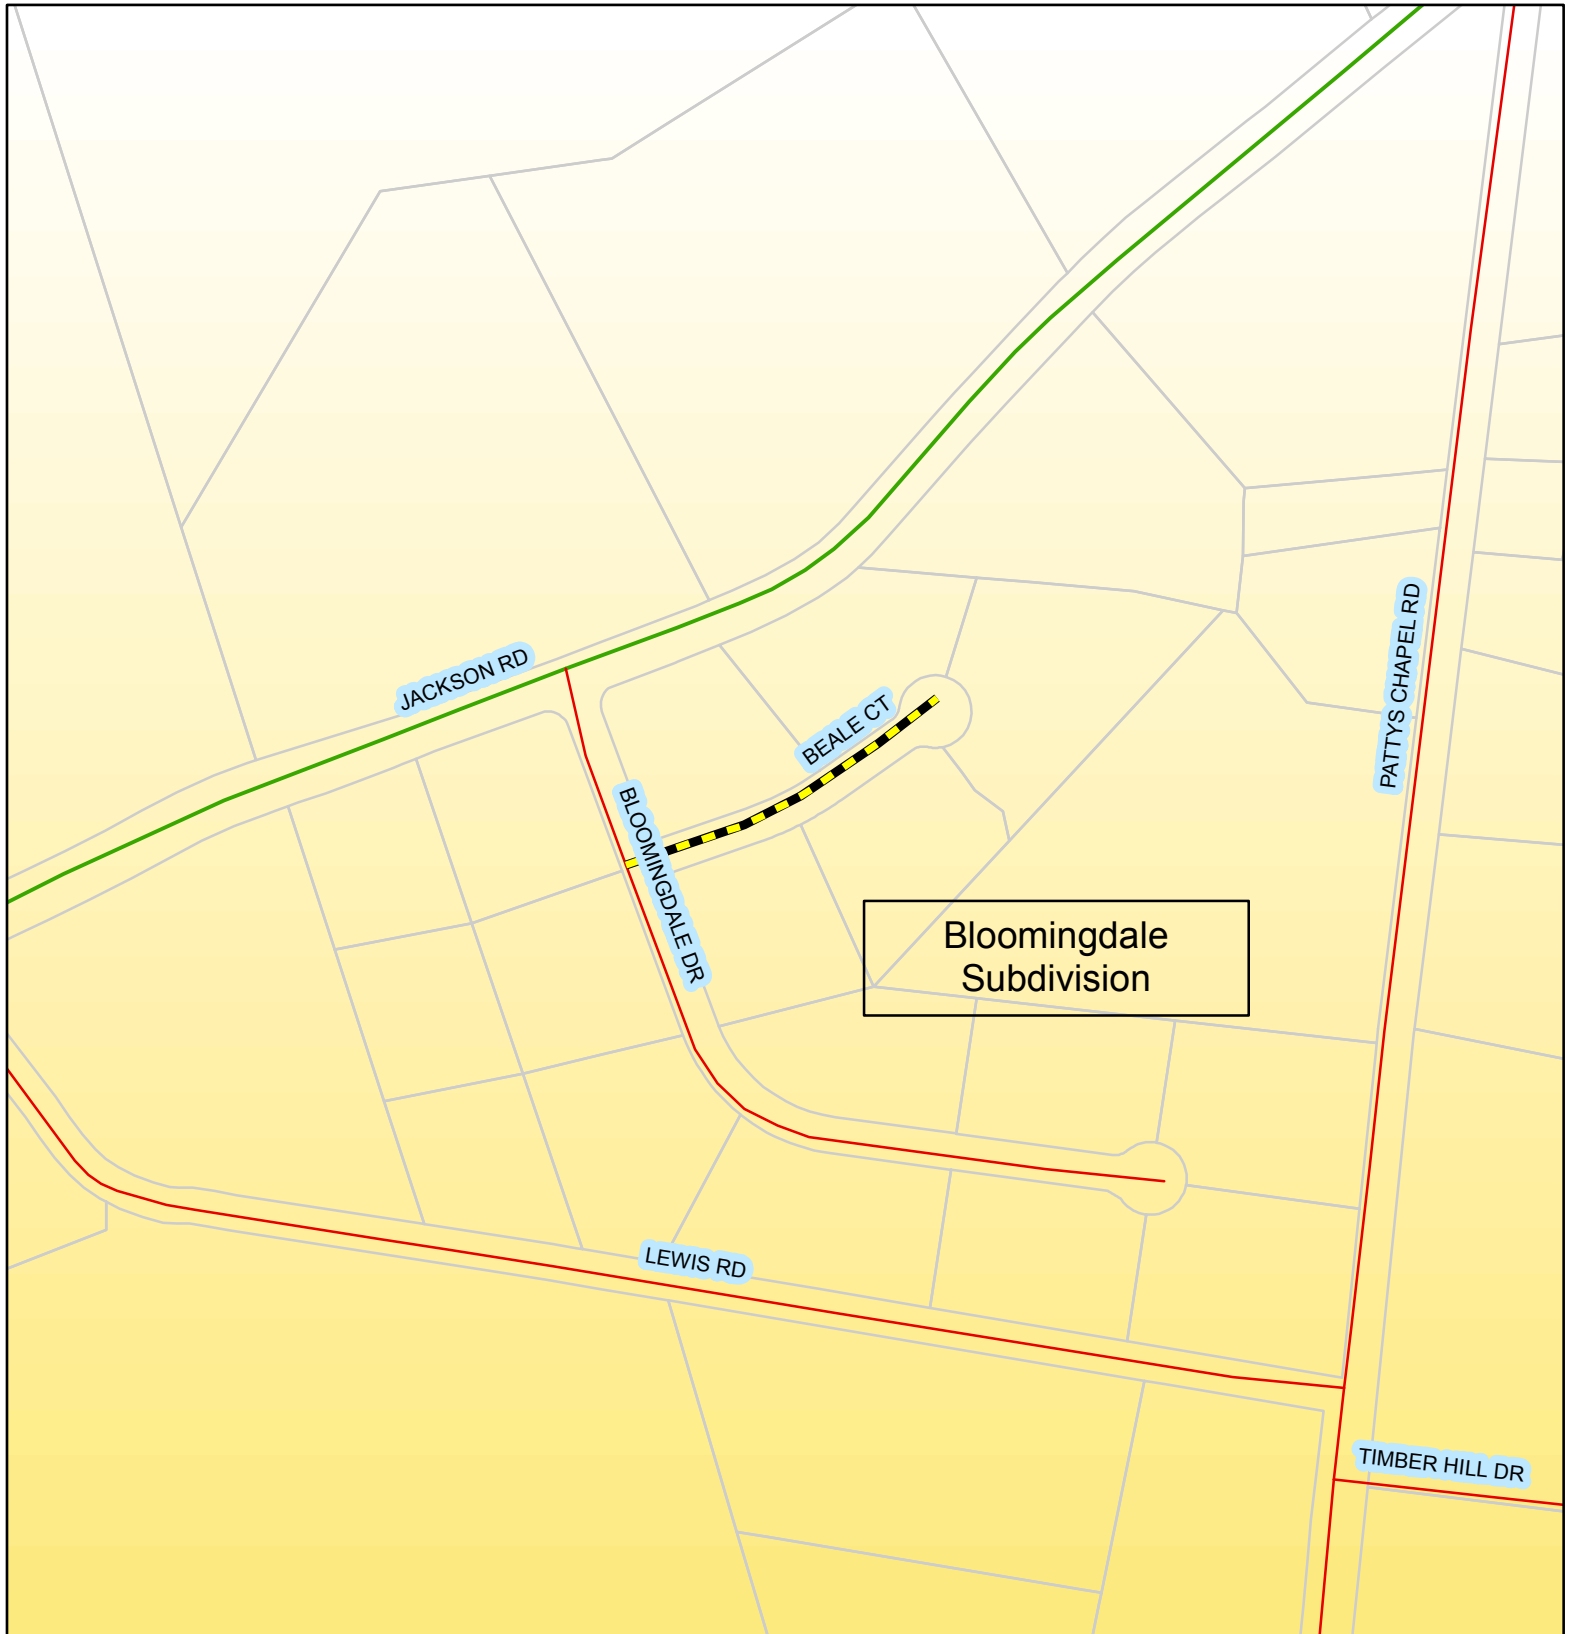 PATTYS CHAPEL RD
JACKSON RD
BEALE CT
BLOOMINGDALE DR
Bloomingdale
Subdivision
LEWIS RD
TIMBER HILL DR